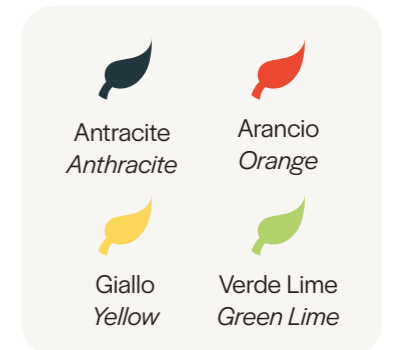 Antracite
Anthracite
Arancio
Orange
Giallo
Yellow
Verde Lime
Green Lime